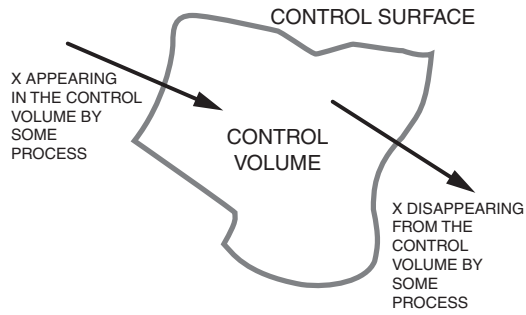 CONTROL SURFACE
X APPEARING
IN THE CONTROL
VOLUME BY
SOME
PROCESS
CONTROL
VOLUME
X DISAPPEARING
FROM THE
CONTROL
VOLUME BY
SOME
PROCESS